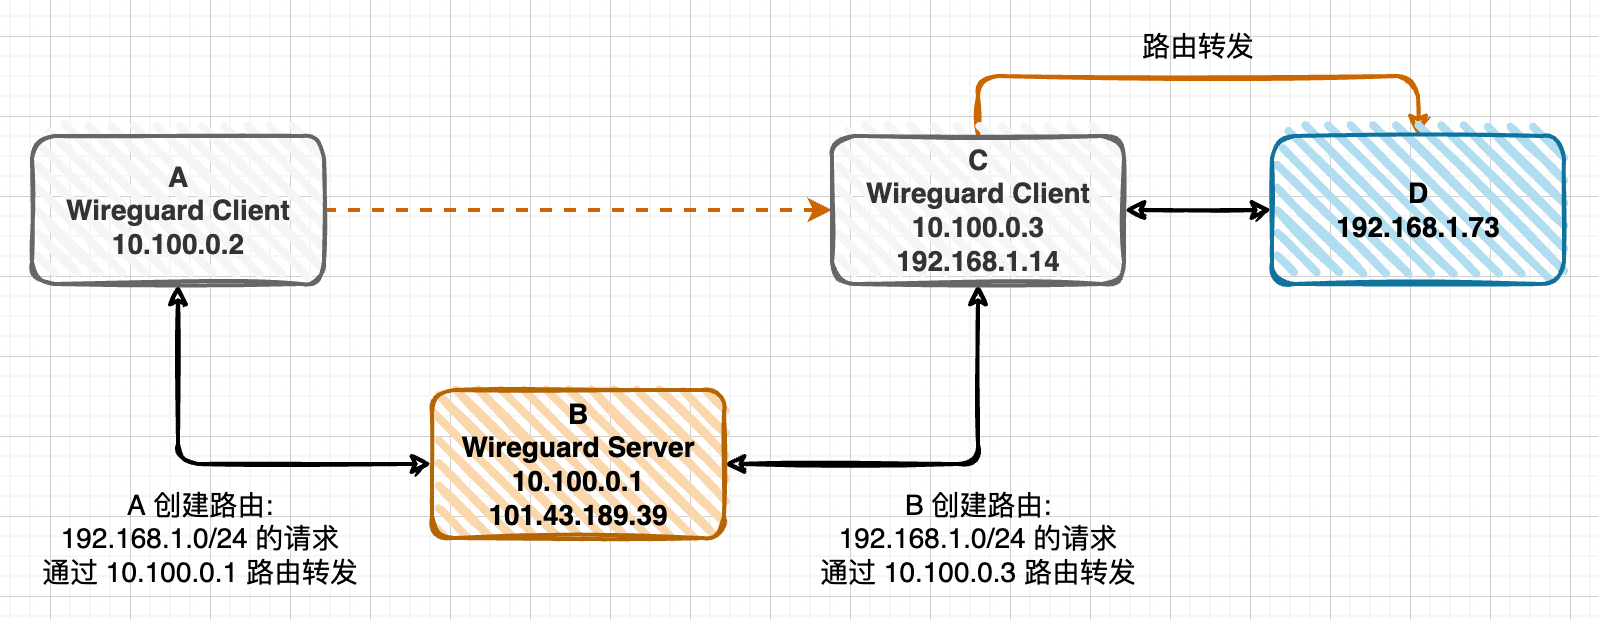 路由转发
A
Wireguard Client
10.100.0.2
C
Wireguard Client
10.100.0.3
192.168.1.14
D
192.168.1.73
B
Wireguard Server
10.100.0.1
101.43.189.39
A 创建路由:
192.168.1.0/24 的请求
通过 10.100.0.1 路由转发
B 创建路由:
192.168.1.0/24 的请求
通过 10.100.0.3 路由转发